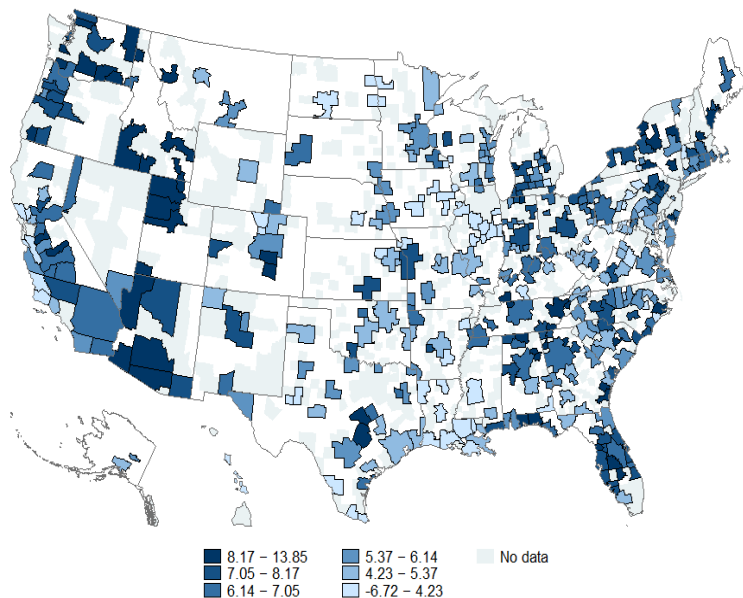 8.17 – 13.85
7.05 – 8.17
6.14 – 7.05
5.37 – 6.14
4.23 – 5.37
-6.72 – 4.23
No data